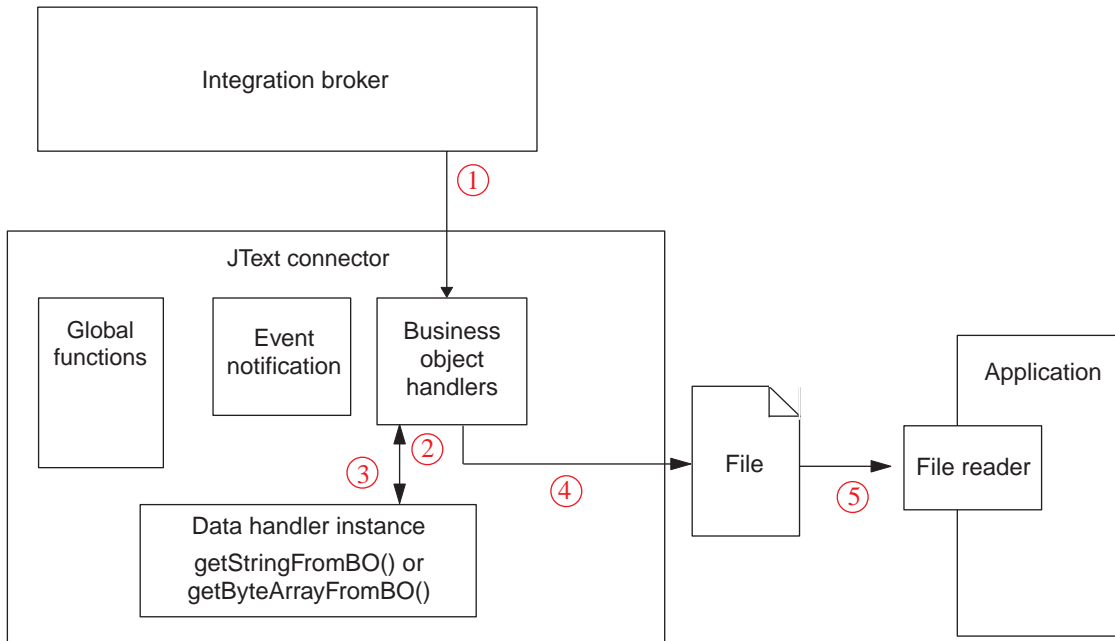 Integration broker
①
JText connector
Global
functions
Event
notification
Business
object
handlers
②
③
Data handler instance
getStringFromBO() or
getByteArrayFromBO()
④
File
⑤
Application
File reader